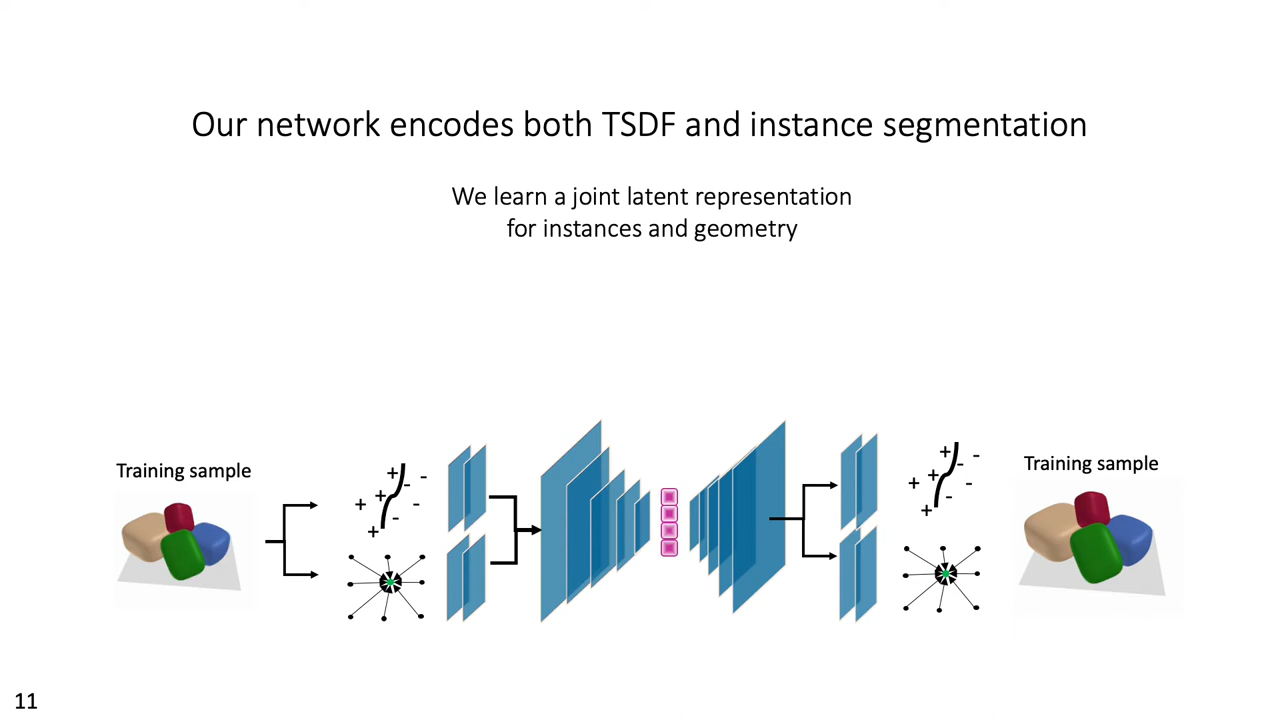 Our network encodes both TSDF and instance segmentation
We learn a joint latent representation
for instances and geometry
Training sample
Training sample
11